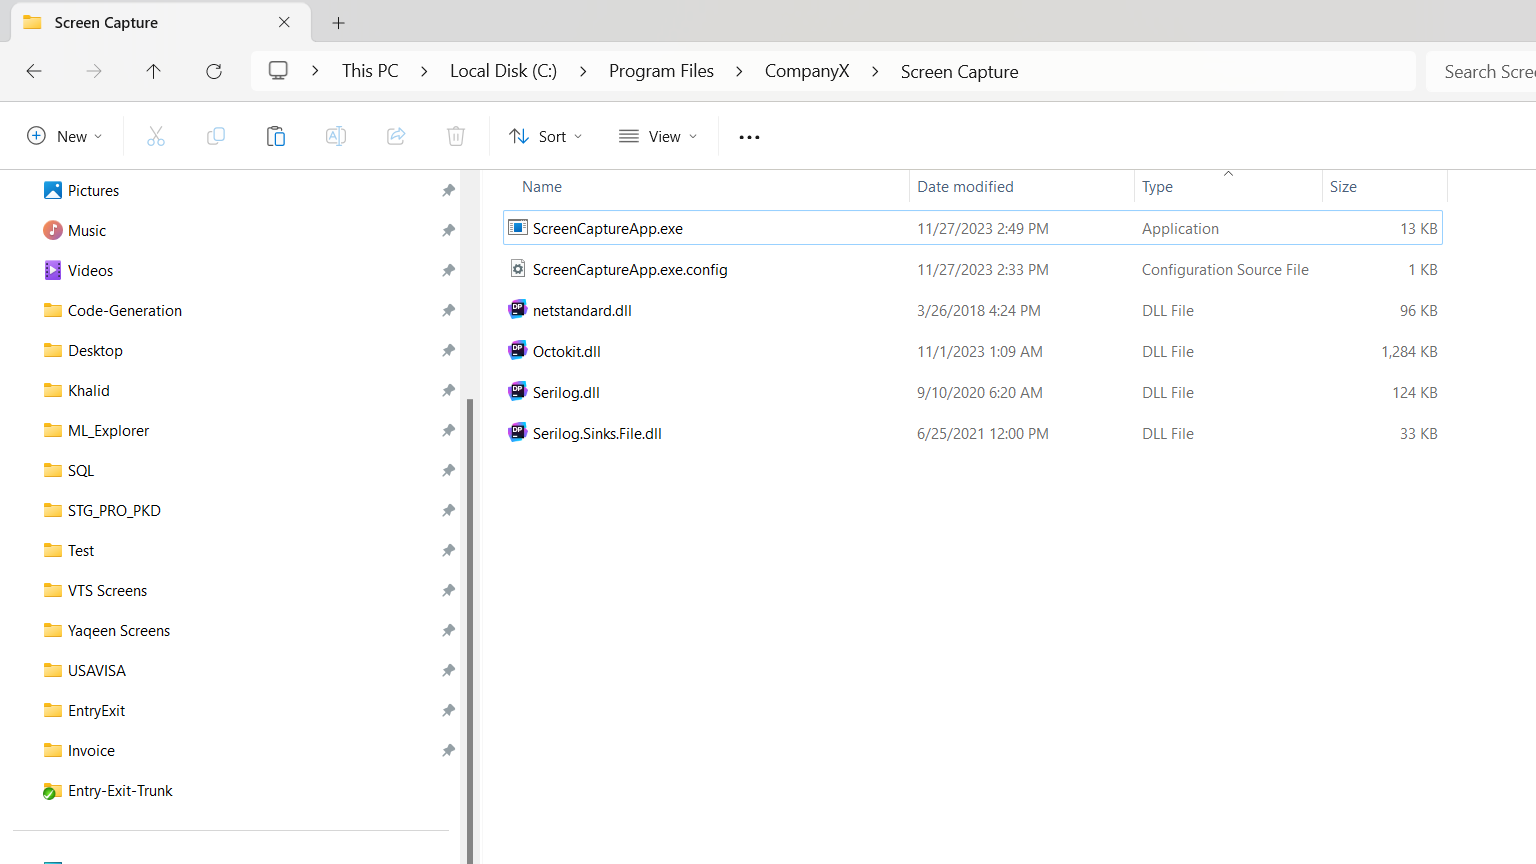 Screen Capture
This PC > Local Disk (C:) > Program Files > CompanyX > Screen Capture
Search Scre
New
Sort
View
Pictures
Music
Videos
Code-Generation
Desktop
Khalid
ML_Explorer
SQL
STG_PRO_PKD
Test
VTS Screens
Yaqeen Screens
USAVISA
EntryExit
Invoice
Entry-Exit-Trunk
Name Date modified Type Size
ScreenCaptureApp.exe 11/27/2023 2:49 PM Application 13 KB
ScreenCaptureApp.exe.config 11/27/2023 2:33 PM Configuration Source File 1 KB
DP netstandard.dll 3/26/2018 4:24 PM DLL File 96 KB
DP Octokit.dll 11/1/2023 1:09 AM DLL File 1,284 KB
DP Serilog.dll 9/10/2020 6:20 AM DLL File 124 KB
DP Serilog.Sinks.File.dll 6/25/2021 12:00 PM DLL File 33 KB